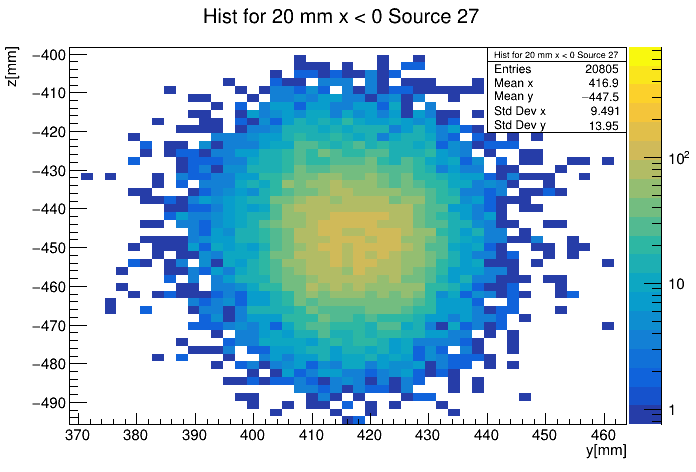 Hist for 20 mm x < 0 Source 27
z[mm]
Hist for 20 mm x < 0 Source 27
Entries 20805
Mean x 416.9
Mean y −447.5
Std Dev x 9.491
Std Dev y 13.95
−400
−410
−420
−430
−440
−450
−460
−470
−480
−490
10²
10
1
370 380 390 400 410 420 430 440 450 460
y[mm]